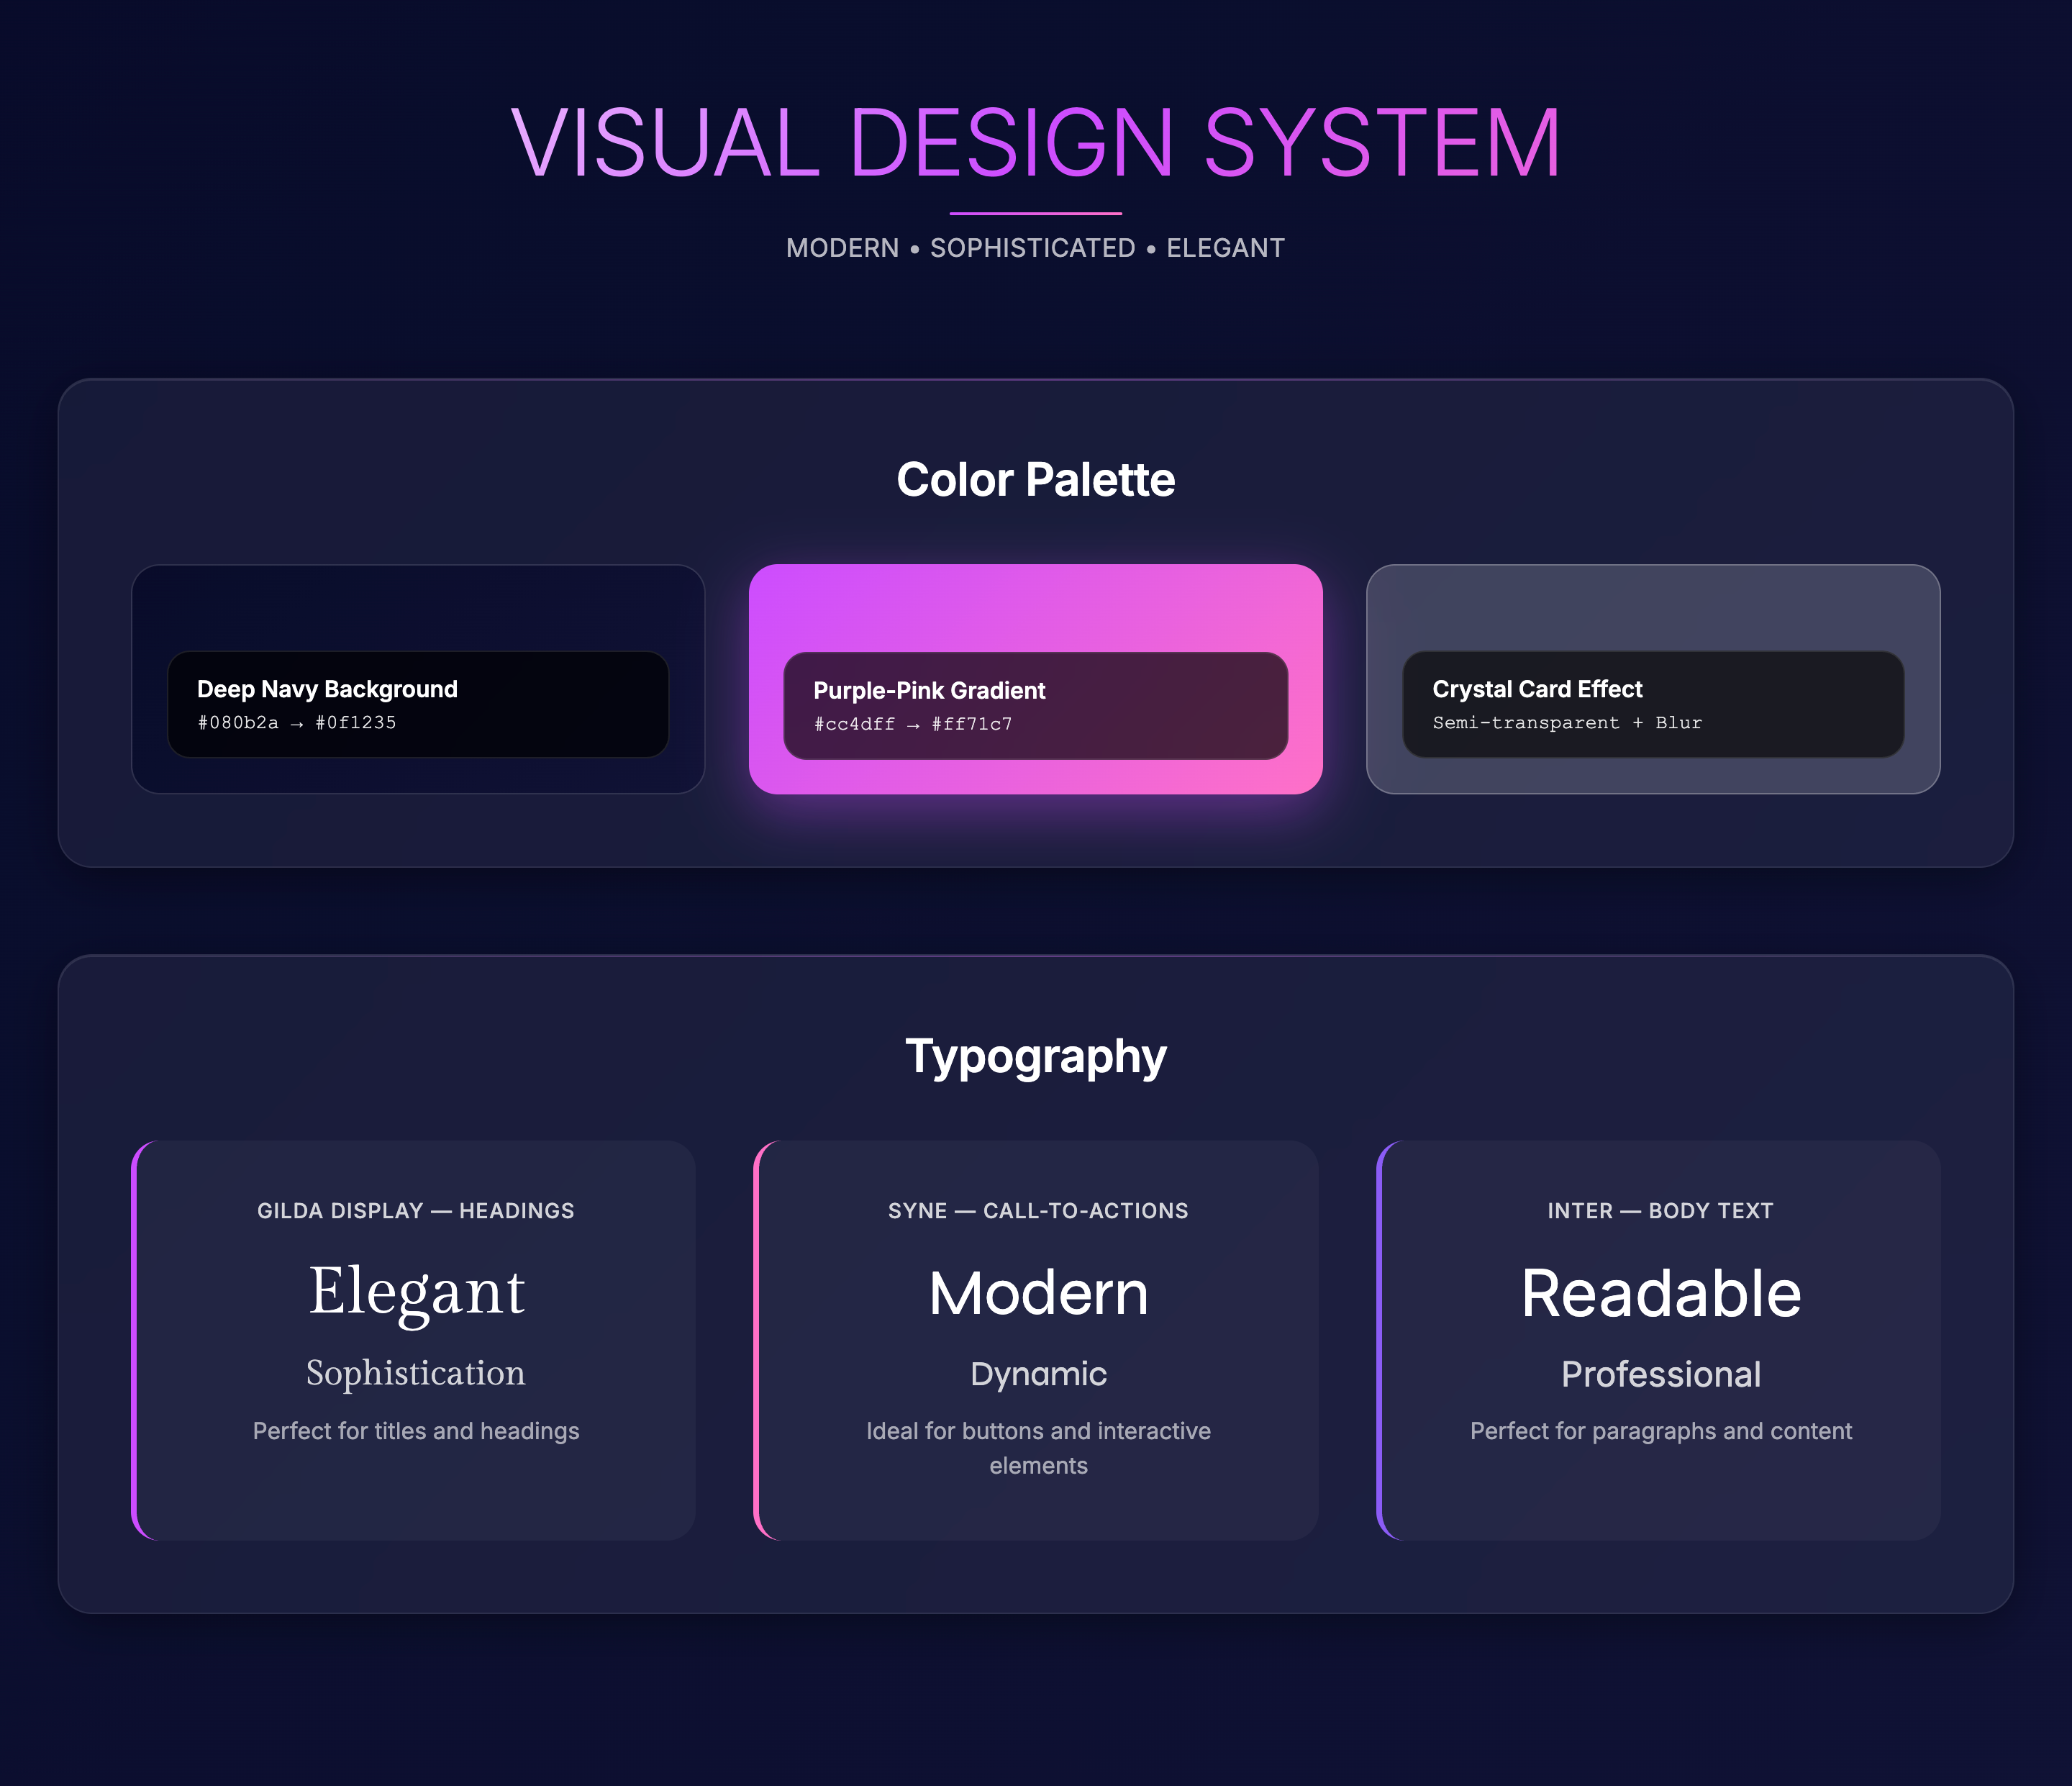 VISUAL DESIGN SYSTEM
MODERN • SOPHISTICATED • ELEGANT
Color Palette
Deep Navy Background
#080b2a → #0f1235
Purple-Pink Gradient
#cc4dff → #ff71c7
Crystal Card Effect
Semi-transparent + Blur
Typography
GILDA DISPLAY — HEADINGS
Elegant
Sophistication
Perfect for titles and headings
SYNE — CALL-TO-ACTIONS
Modern
Dynamic
Ideal for buttons and interactive
elements
INTER — BODY TEXT
Readable
Professional
Perfect for paragraphs and content